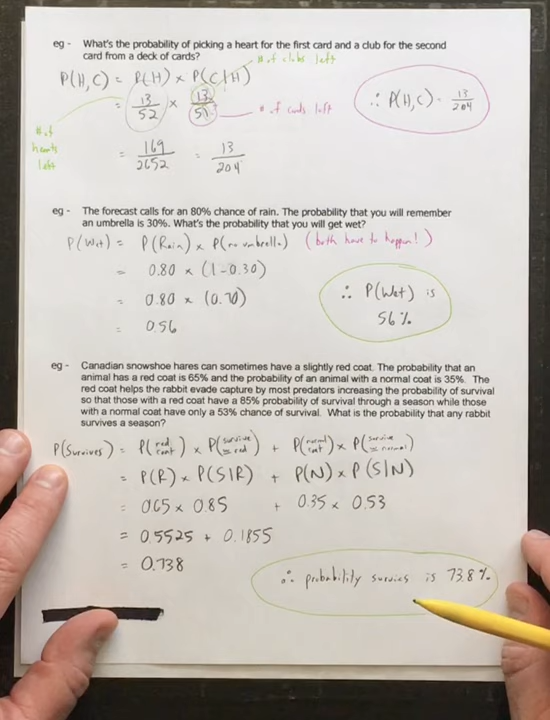 eg - What's the probability of picking a heart for the first card and a club for the second
card from a deck of cards?
# of clubs left
P(H,C) = P(H) × P(C|H)
= 13/52 × 13/51
# of cards left
∴ P(H,C) = 13/204
# of
hearts
left
= 169/2652 = 13/204
eg - The forecast calls for an 80% chance of rain. The probability that you will remember
an umbrella is 30%. What's the probability that you will get wet?
P(Wet) = P(Rain) × P(no umbrella) (both have to happen!)
= 0.80 × (1-0.30)
= 0.80 × (0.70)
= 0.56
∴ P(Wet) is
56%
eg - Canadian snowshoe hares can sometimes have a slightly red coat. The probability that an
animal has a red coat is 65% and the probability of an animal with a normal coat is 35%. The
red coat helps the rabbit evade capture by most predators increasing the probability of survival
so that those with a red coat have a 85% probability of survival through a season while those
with a normal coat have only a 53% chance of survival. What is the probability that any rabbit
survives a season?
P(Survives) = P(red coat) × P(survive red) + P(normal coat) × P(survive normal)
= P(R) × P(S|R) + P(N) × P(S|N)
= 0.65 × 0.85 + 0.35 × 0.53
= 0.5525 + 0.1855
= 0.738
∴ probability survives is 73.8%